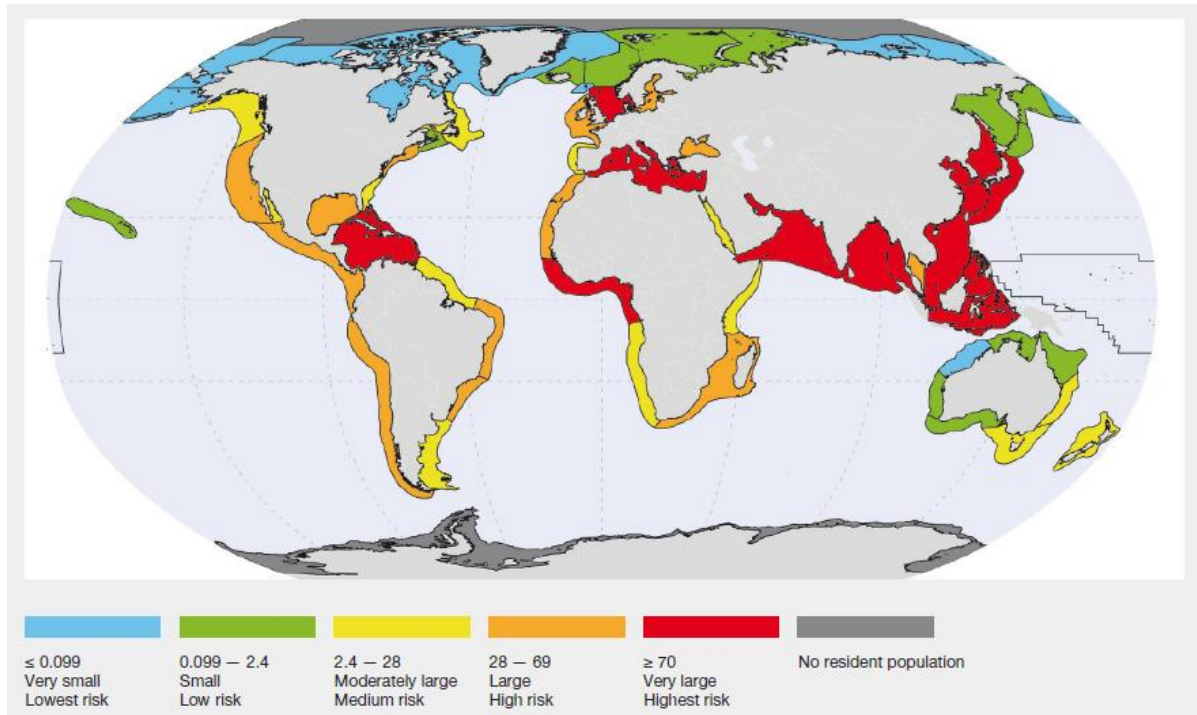 ≤ 0.099
Very small
Lowest risk
0.099 — 2.4
Small
Low risk
2.4 — 28
Moderately large
Medium risk
28 — 69
Large
High risk
≥ 70
Very large
Highest risk
No resident population